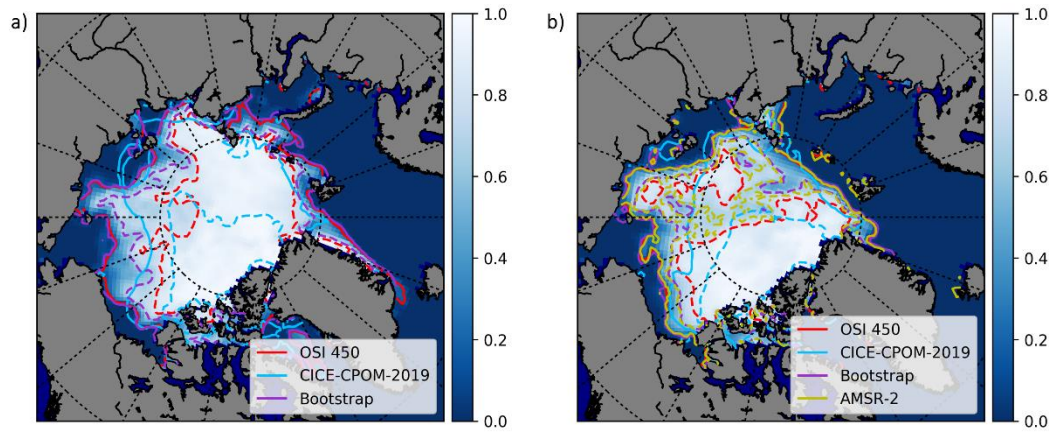 a)
1.0
0.8
0.6
0.4
0.2
0.0
OSI 450
CICE-CPOM-2019
Bootstrap
b)
1.0
0.8
0.6
0.4
0.2
0.0
OSI 450
CICE-CPOM-2019
Bootstrap
AMSR-2